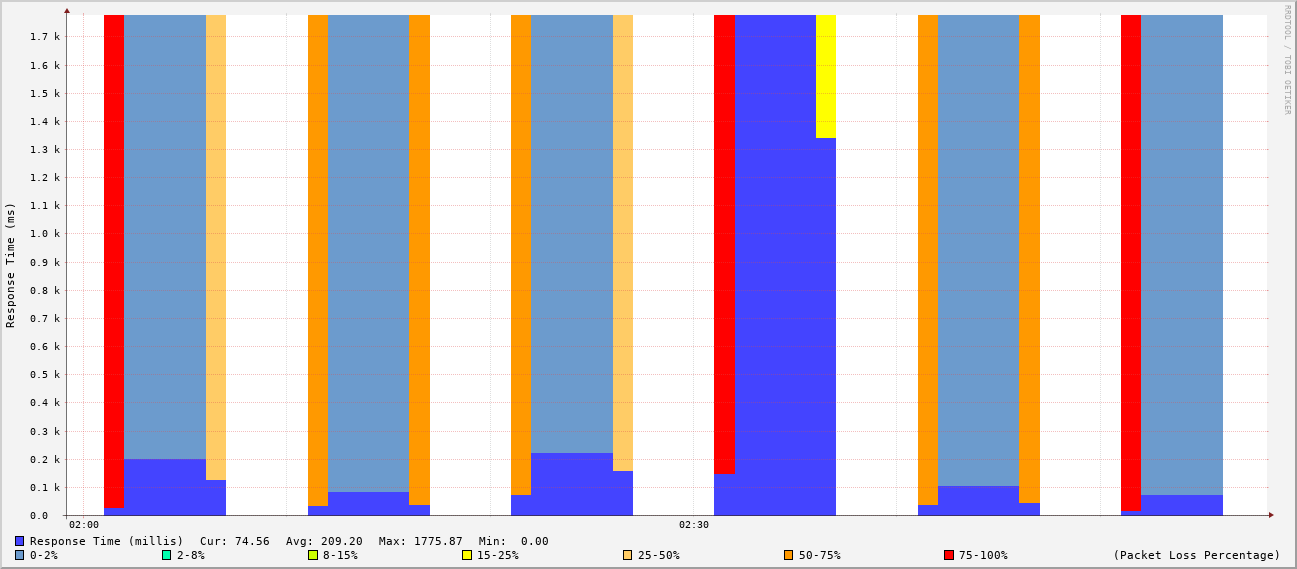 RRDTOOL / TOBI OETIKER
Response Time (ms)
1.7 k
1.6 k
1.5 k
1.4 k
1.3 k
1.2 k
1.1 k
1.0 k
0.9 k
0.8 k
0.7 k
0.6 k
0.5 k
0.4 k
0.3 k
0.2 k
0.1 k
0.0
02:00 02:30
Response Time (millis) Cur: 74.56 Avg: 209.20 Max: 1775.87 Min: 0.00
0-2% 2-8% 8-15% 15-25% 25-50% 50-75% 75-100% (Packet Loss Percentage)